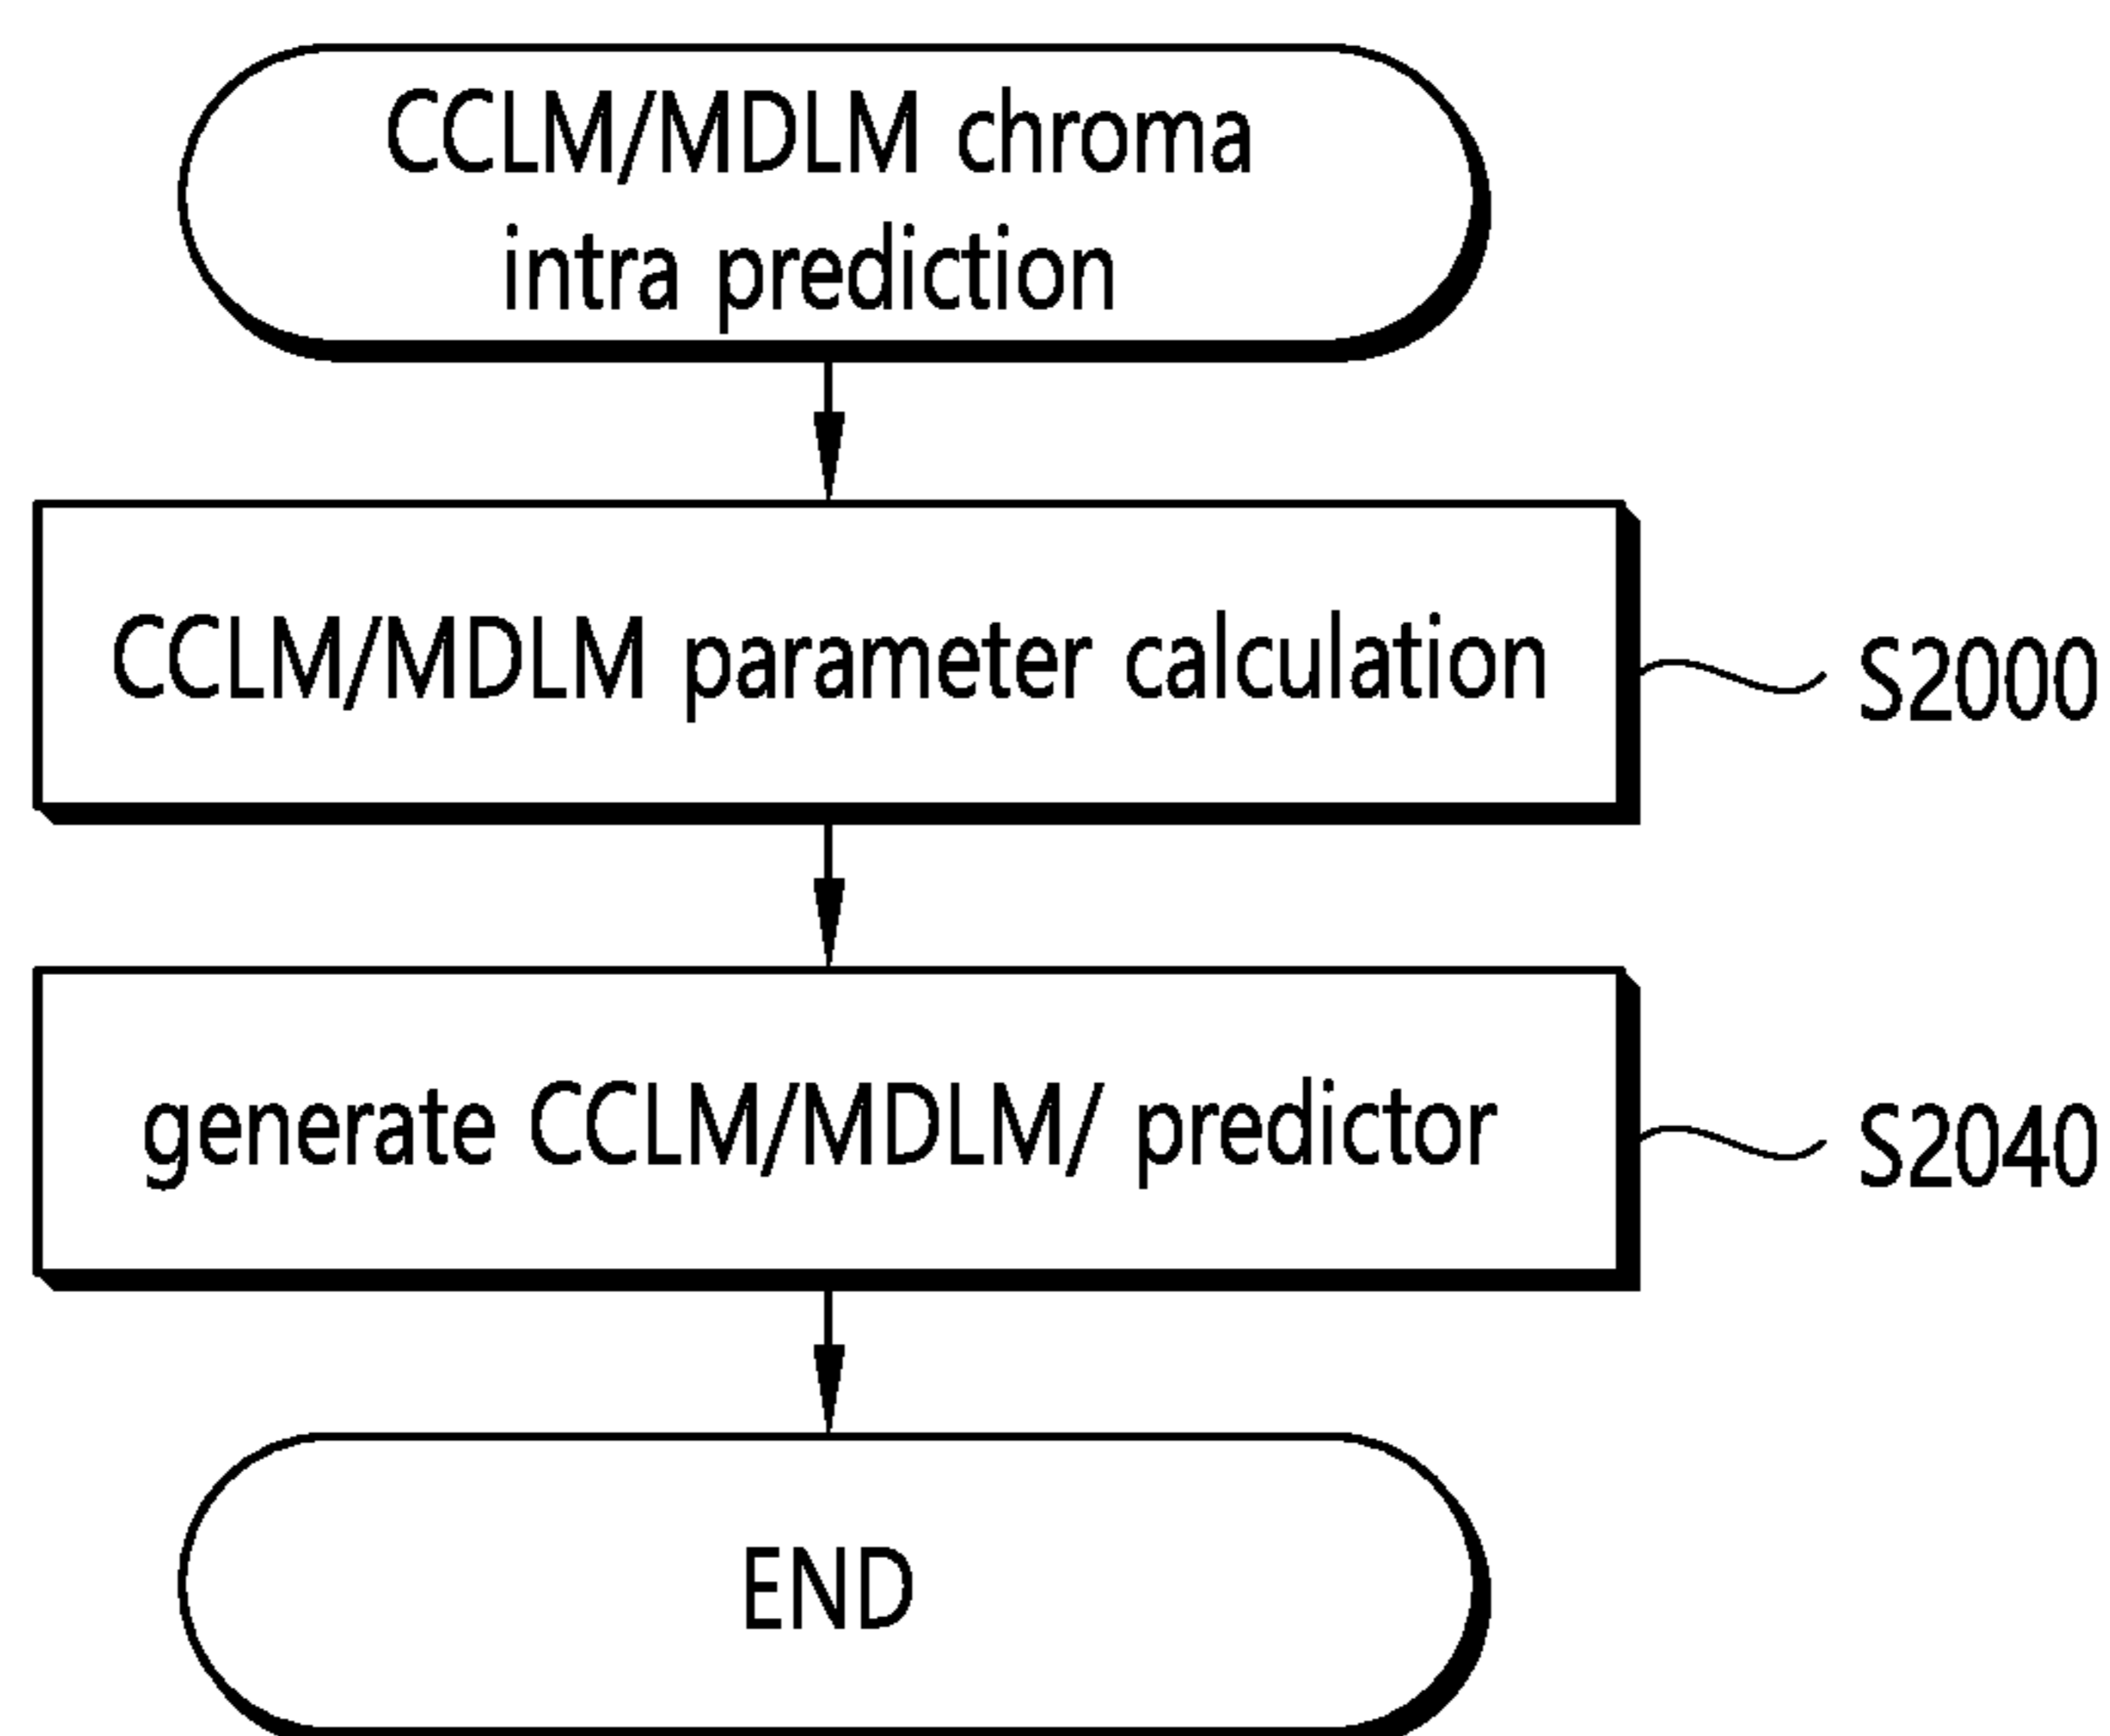 CCLM/MDLM chroma
intra prediction
CCLM/MDLM parameter calculation
S2000
generate CCLM/MDLM/ predictor
S2040
END